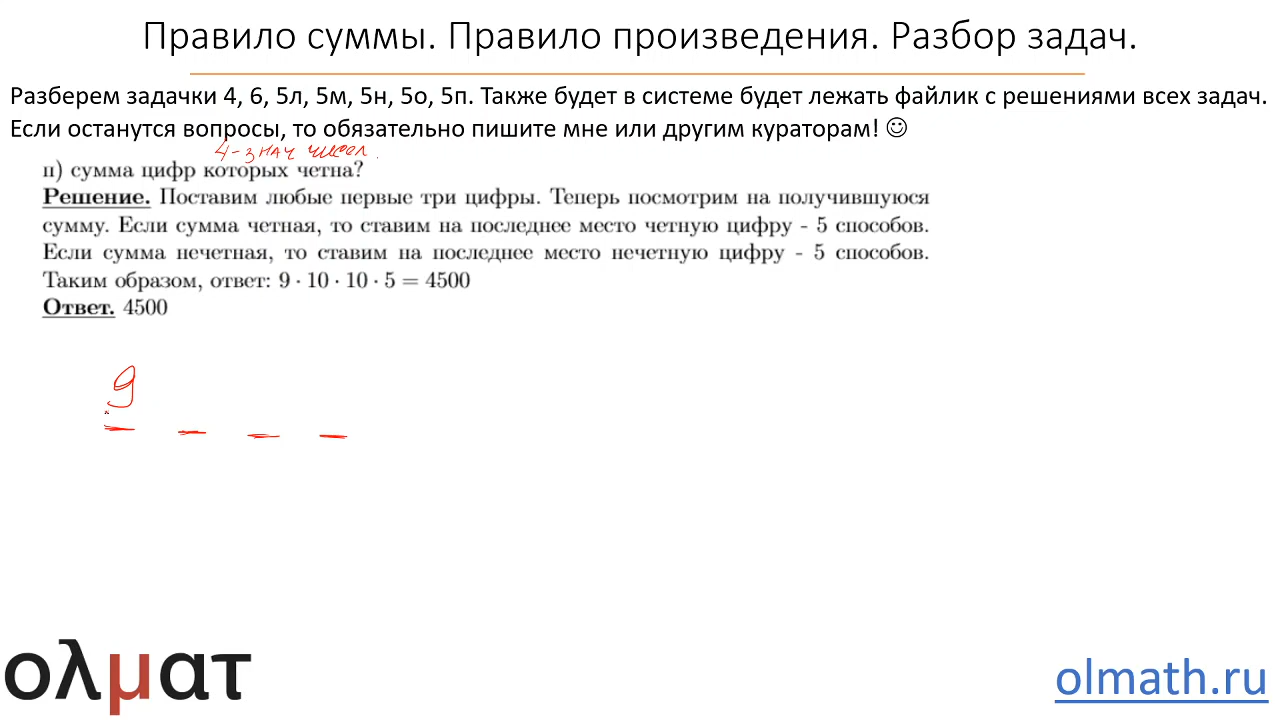 Правило суммы. Правило произведения. Разбор задач.
Разберем задачки 4, 6, 5л, 5м, 5н, 5о, 5п. Также будет в системе будет лежать файлик с решениями всех задач.
Если останутся вопросы, то обязательно пишите мне или другим кураторам! ☺
4-знач чисел.
п) сумма цифр которых четна?
Решение. Поставим любые первые три цифры. Теперь посмотрим на получившуюся
сумму. Если сумма четная, то ставим на последнее место четную цифру - 5 способов.
Если сумма нечетная, то ставим на последнее место нечетную цифру - 5 способов.
Таким образом, ответ: 9 · 10 · 10 · 5 = 4500
Ответ. 4500
9
_ _ _ _
ολματ
olmath.ru